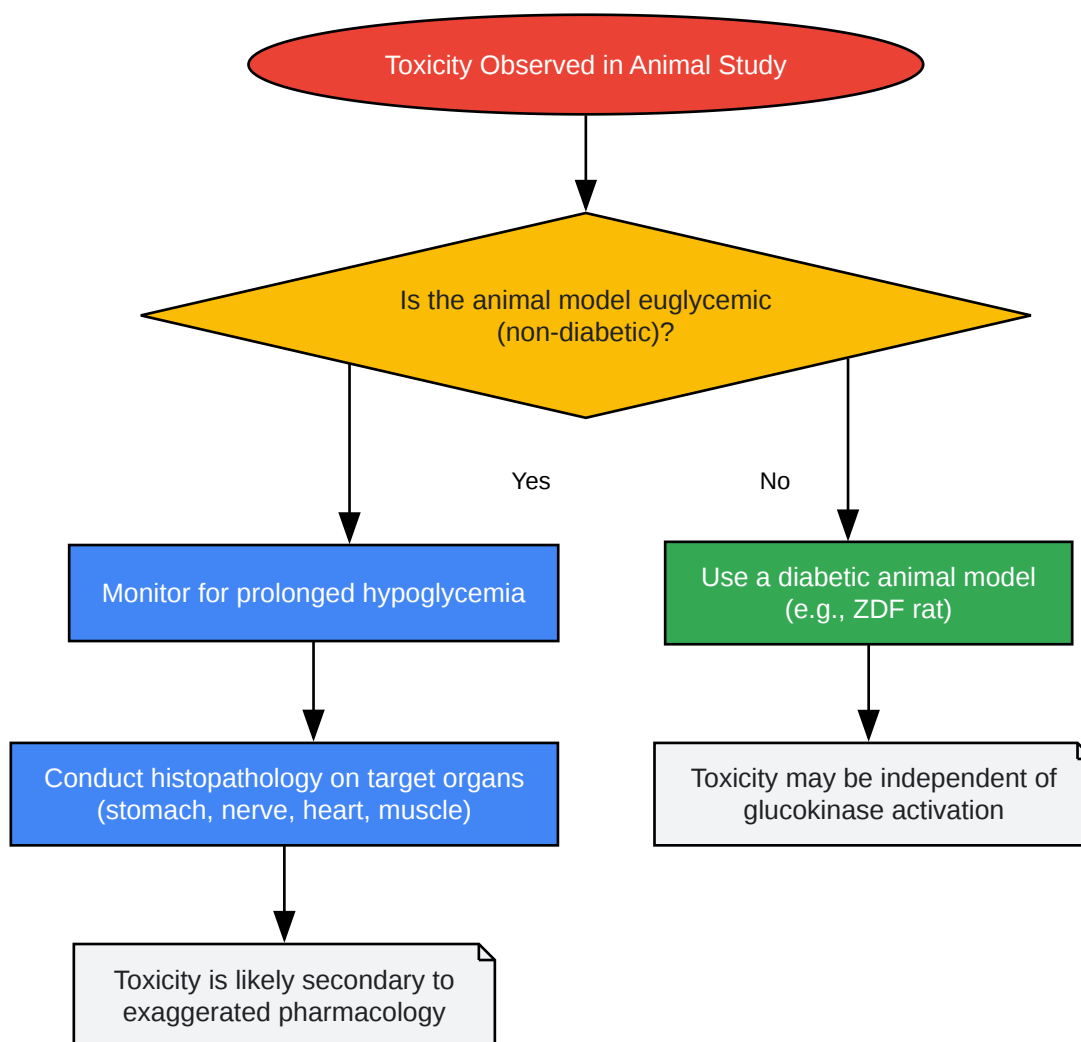 Toxicity Observed in Animal Study
Is the animal model euglycemic
(non-diabetic)?
Yes
No
Monitor for prolonged hypoglycemia
Use a diabetic animal model
(e.g., ZDF rat)
Conduct histopathology on target organs
(stomach, nerve, heart, muscle)
Toxicity may be independent of
glucokinase activation
Toxicity is likely secondary to
exaggerated pharmacology